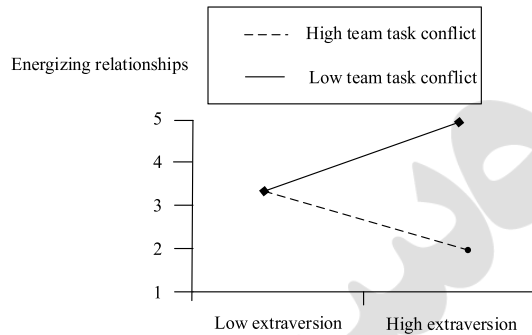 High team task conflict
Energizing relationships
Low team task conflict
5
4
3
2
1
Low extraversion
High extraversion